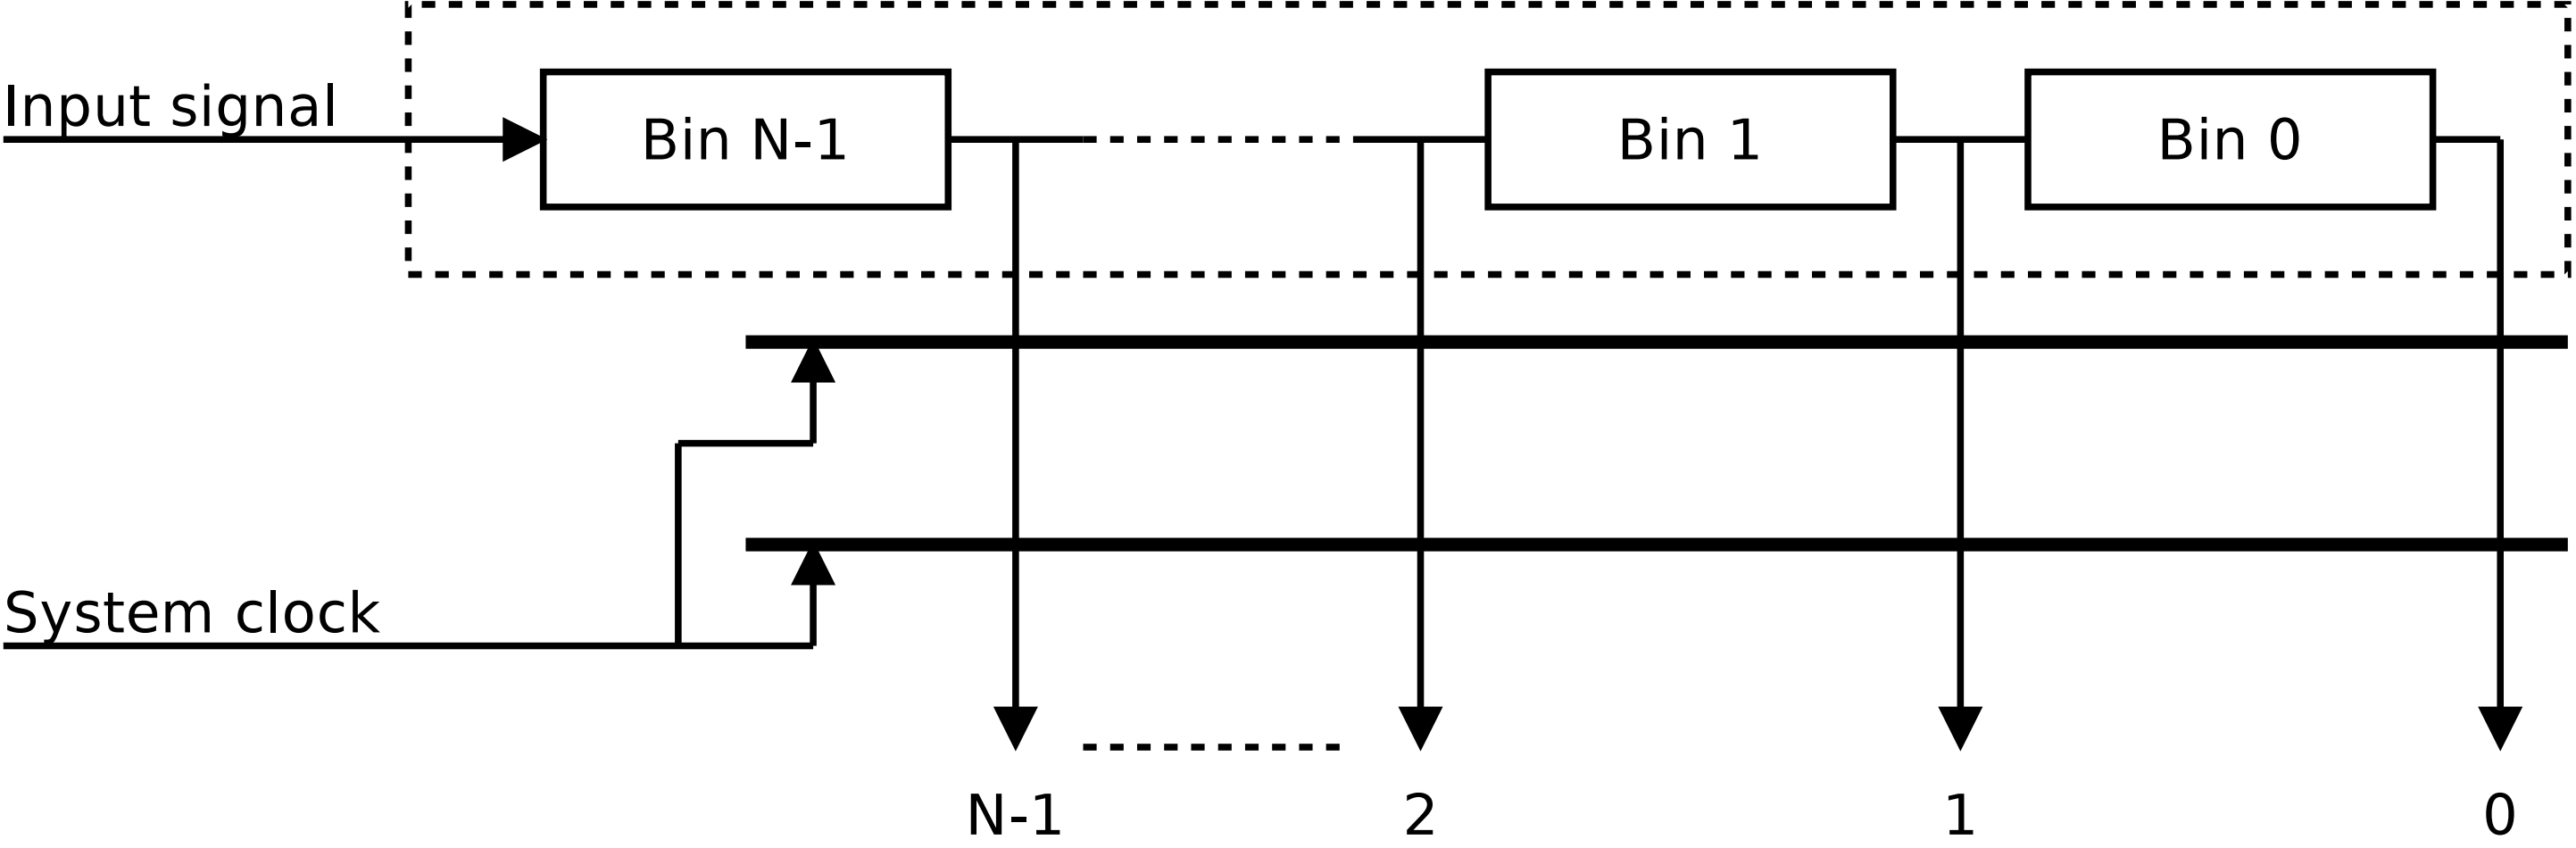 Input signal
Bin N-1
Bin 1
Bin 0
System clock
N-1
2
1
0